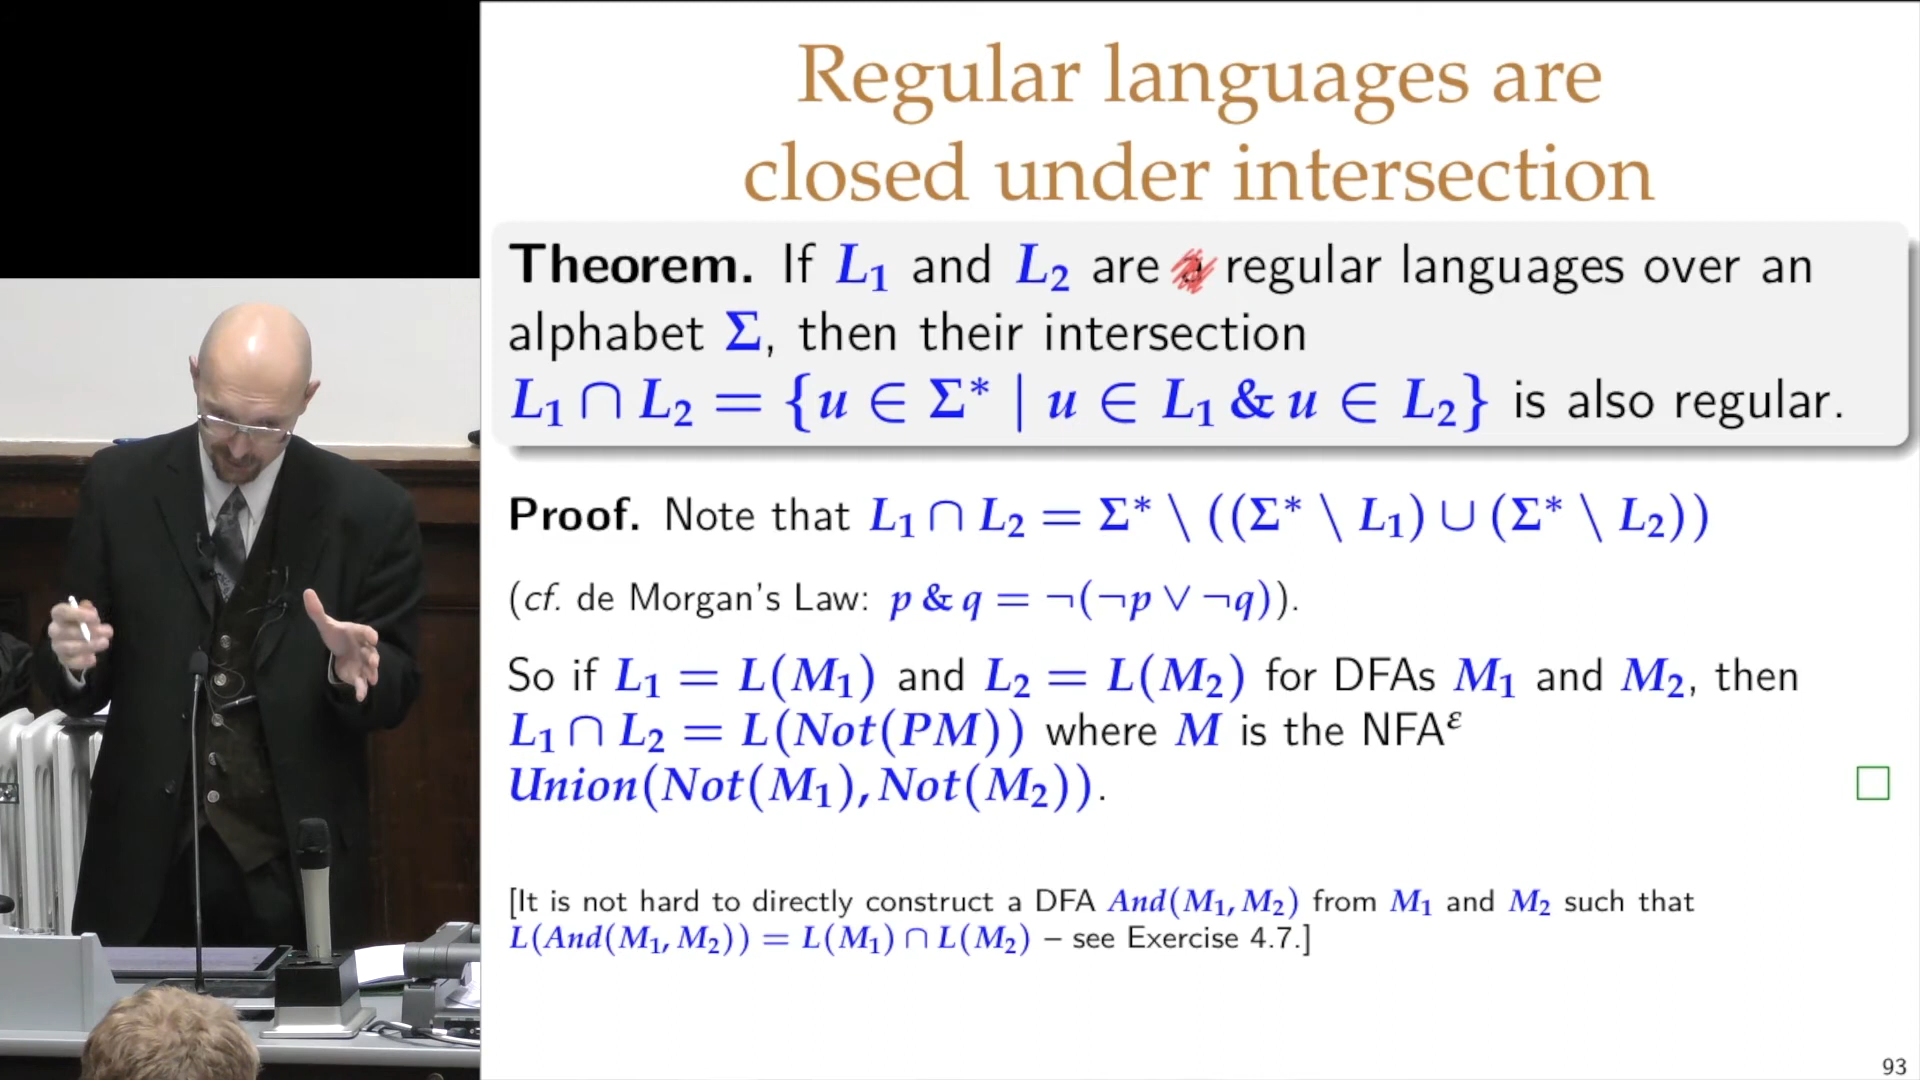 Regular languages are
closed under intersection
Theorem. If L₁ and L₂ are a regular languages over an
alphabet Σ, then their intersection
L₁ ∩ L₂ = {u ∈ Σ* | u ∈ L₁ & u ∈ L₂} is also regular.
Proof. Note that L₁ ∩ L₂ = Σ* \ ((Σ* \ L₁) ∪ (Σ* \ L₂))
(cf. de Morgan's Law: p & q = ¬(¬p ∨ ¬q)).
So if L₁ = L(M₁) and L₂ = L(M₂) for DFAs M₁ and M₂, then
L₁ ∩ L₂ = L(Not(PM)) where M is the NFAᵋ
Union(Not(M₁), Not(M₂)).
[It is not hard to directly construct a DFA And(M₁, M₂) from M₁ and M₂ such that
L(And(M₁, M₂)) = L(M₁) ∩ L(M₂) – see Exercise 4.7.]
93